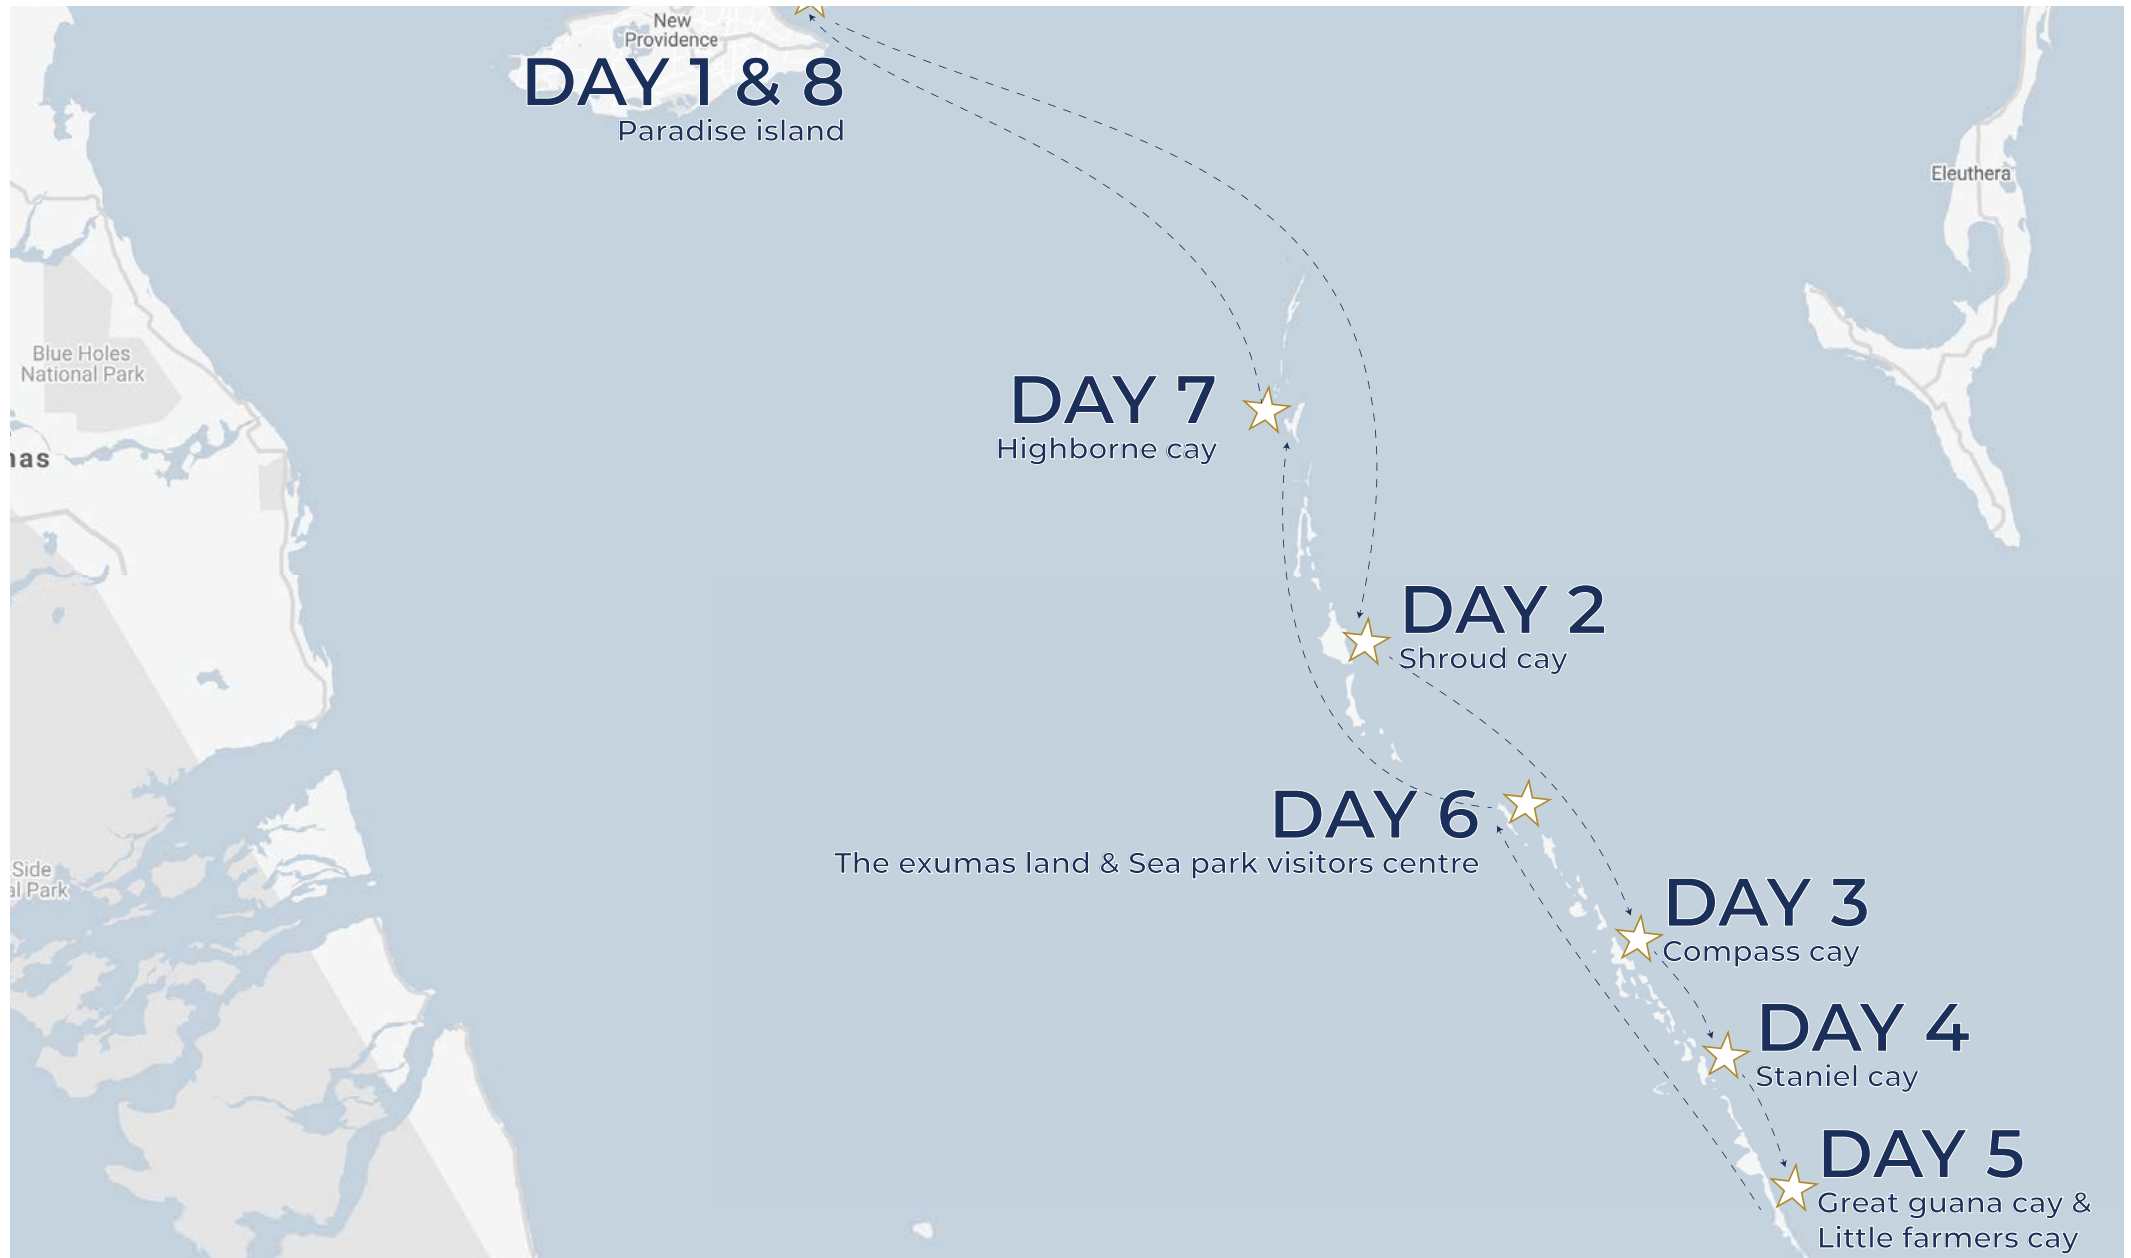 New
Providence
DAY 1 & 8
Paradise island
Eleuthera
Blue Holes
National Park
DAY 7
Highborne cay
as
DAY 2
Shroud cay
DAY 6
The exumas land & Sea park visitors centre
Side
al Park
DAY 3
Compass cay
DAY 4
Staniel cay
DAY 5
Great guana cay &
Little farmers cay